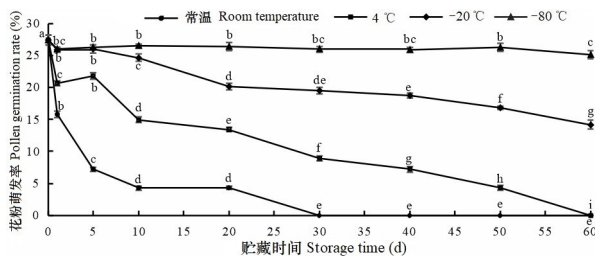 常温 Room temperature 4 ℃ -20 ℃ -80 ℃
花粉萌发率 Pollen germination rate (%)
30
25
20
15
10
5
0
a
bc b b c
b b c
b b
b c d d
d e f g h i
d de e f g
bc bc bc b c
e e e e
0 5 10 15 20 25 30 35 40 45 50 55 60
贮藏时间 Storage time (d)